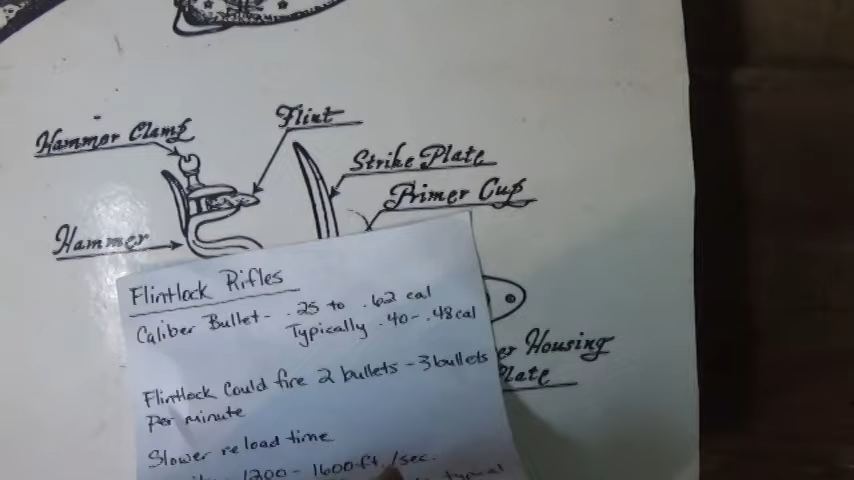 Hammer Clamp
Flint
Strike Plate
Primer Cup
Hammer
Flintlock Rifles
Caliber Bullet - .25 to .62 cal
Typically .40 - .48 cal
Flintlock Could fire 2 bullets - 3 bullets
Per minute
Slower reload time
1200 - 1600 ft./sec.
typical
er Housing
Plate